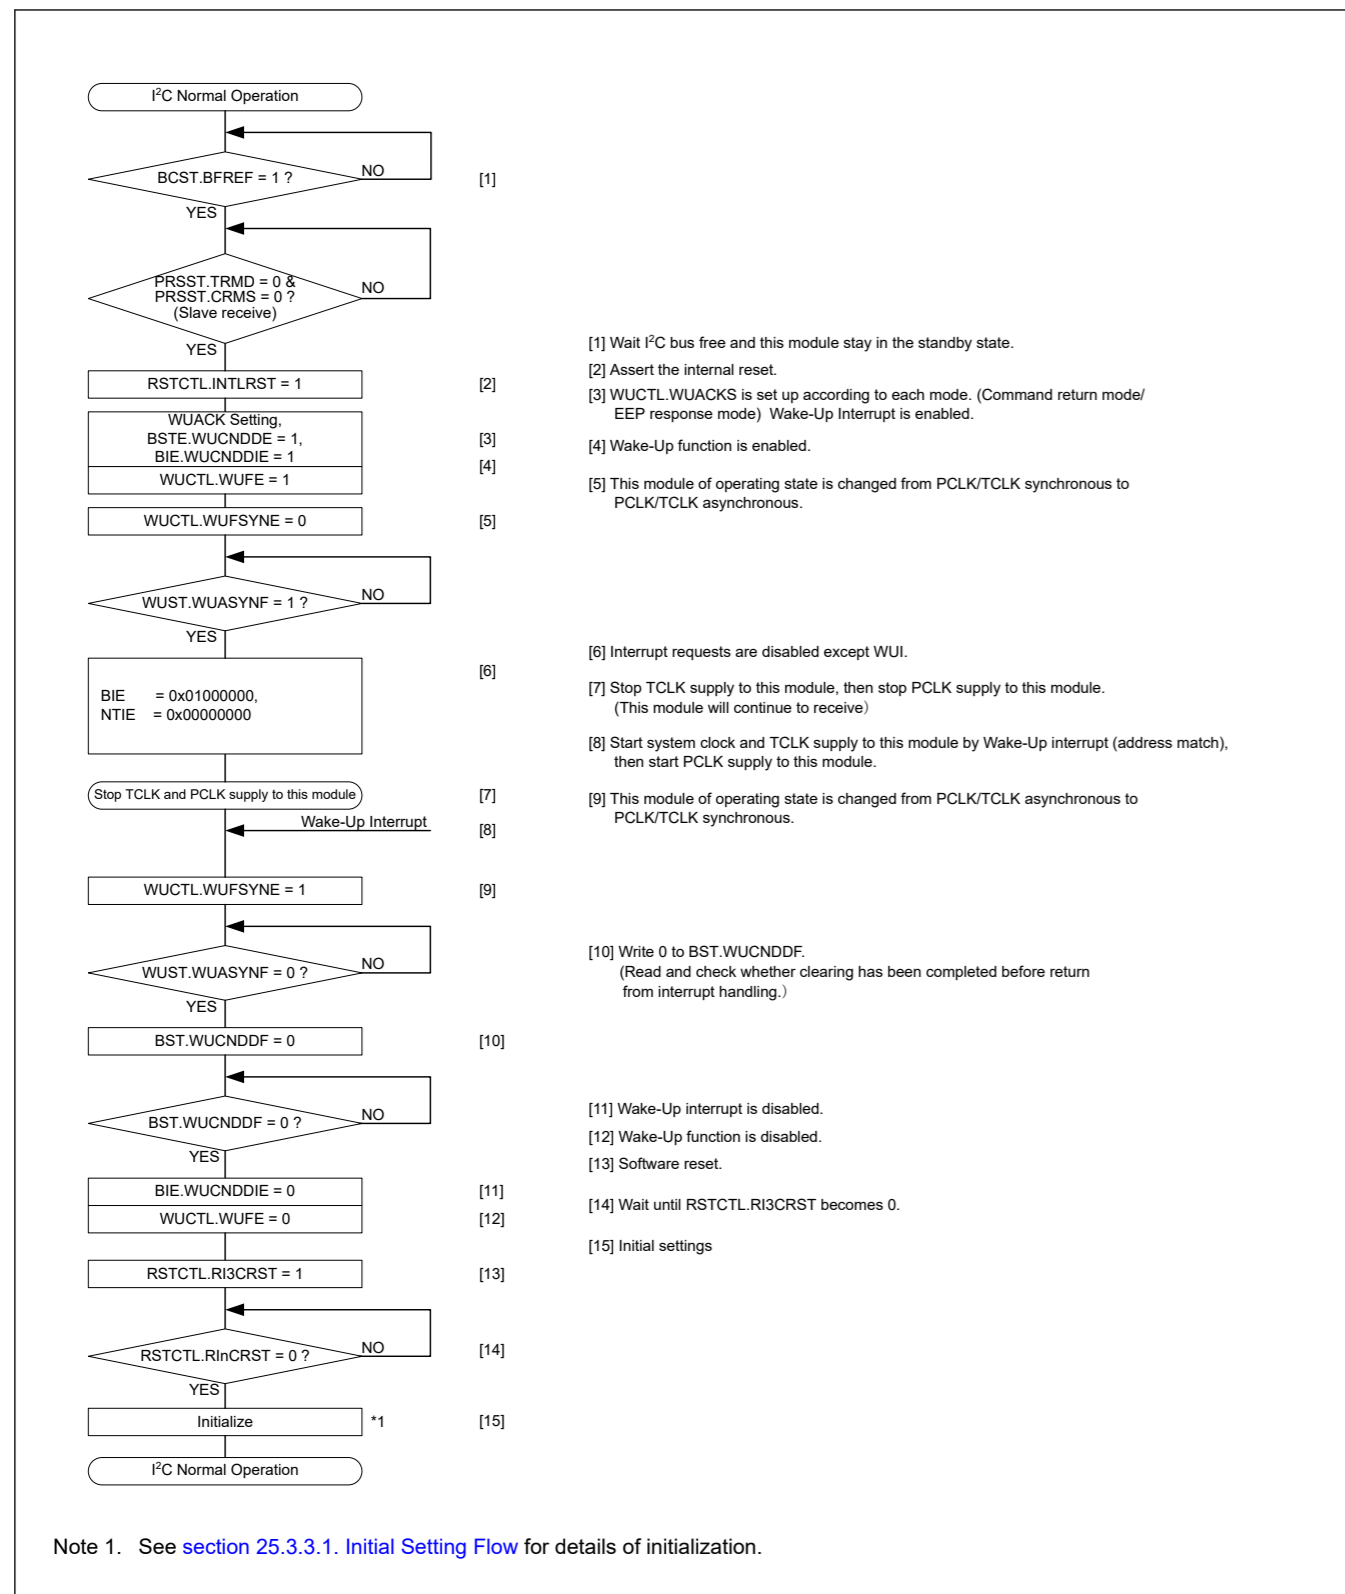 I²C Normal Operation
BCST.BFREF = 1 ?
NO
[1]
YES
PRSST.TRMD = 0 &
PRSST.CRMS = 0 ?
(Slave receive)
NO
YES
[1] Wait I²C bus free and this module stay in the standby state.
RSTCTL.INTLRST = 1
[2]
[2] Assert the internal reset.
[3] WUCTL.WUACKS is set up according to each mode. (Command return mode/
EEP response mode) Wake-Up Interrupt is enabled.
WUACK Setting,
BSTE.WUCNDDE = 1,
BIE.WUCNDDIE = 1
[3]
[4] Wake-Up function is enabled.
WUCTL.WUFE = 1
[4]
[5] This module of operating state is changed from PCLK/TCLK synchronous to
PCLK/TCLK asynchronous.
WUCTL.WUFSYNE = 0
[5]
WUST.WUASYNF = 1 ?
NO
YES
[6] Interrupt requests are disabled except WUI.
[6]
BIE = 0x01000000,
NTIE = 0x00000000
[7] Stop TCLK supply to this module, then stop PCLK supply to this module.
(This module will continue to receive）
[8] Start system clock and TCLK supply to this module by Wake-Up interrupt (address match),
then start PCLK supply to this module.
Stop TCLK and PCLK supply to this module
[7]
[9] This module of operating state is changed from PCLK/TCLK asynchronous to
PCLK/TCLK synchronous.
Wake-Up Interrupt
[8]
WUCTL.WUFSYNE = 1
[9]
WUST.WUASYNF = 0 ?
NO
YES
[10] Write 0 to BST.WUCNDDF.
(Read and check whether clearing has been completed before return
from interrupt handling.）
BST.WUCNDDF = 0
[10]
BST.WUCNDDF = 0 ?
NO
YES
[11] Wake-Up interrupt is disabled.
[12] Wake-Up function is disabled.
[13] Software reset.
BIE.WUCNDDIE = 0
[11]
WUCTL.WUFE = 0
[12]
[14] Wait until RSTCTL.RI3CRST becomes 0.
[15] Initial settings
RSTCTL.RI3CRST = 1
[13]
RSTCTL.RInCRST = 0 ?
NO
[14]
YES
Initialize
*1
[15]
I²C Normal Operation
Note 1. See section 25.3.3.1. Initial Setting Flow for details of initialization.